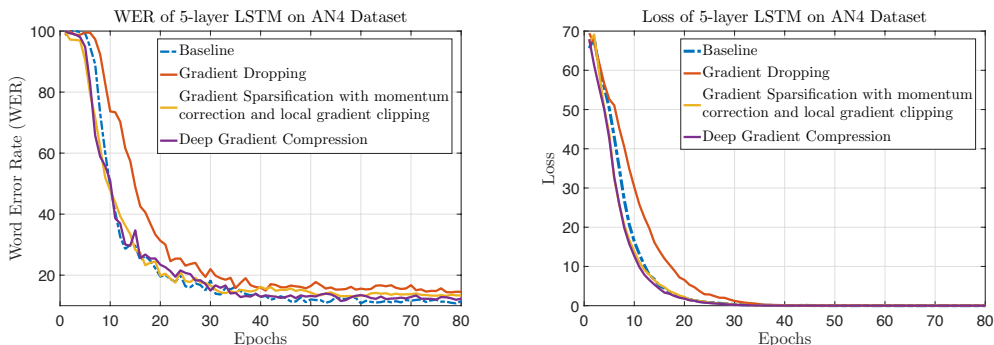 WER of 5-layer LSTM on AN4 Dataset
Word Error Rate (WER)
100
80
60
40
20
0 10 20 30 40 50 60 70 80
Epochs
Baseline
Gradient Dropping
Gradient Sparsification with momentum
correction and local gradient clipping
Deep Gradient Compression
Loss of 5-layer LSTM on AN4 Dataset
Loss
70
60
50
40
30
20
10
0
0 10 20 30 40 50 60 70 80
Epochs
Baseline
Gradient Dropping
Gradient Sparsification with momentum
correction and local gradient clipping
Deep Gradient Compression